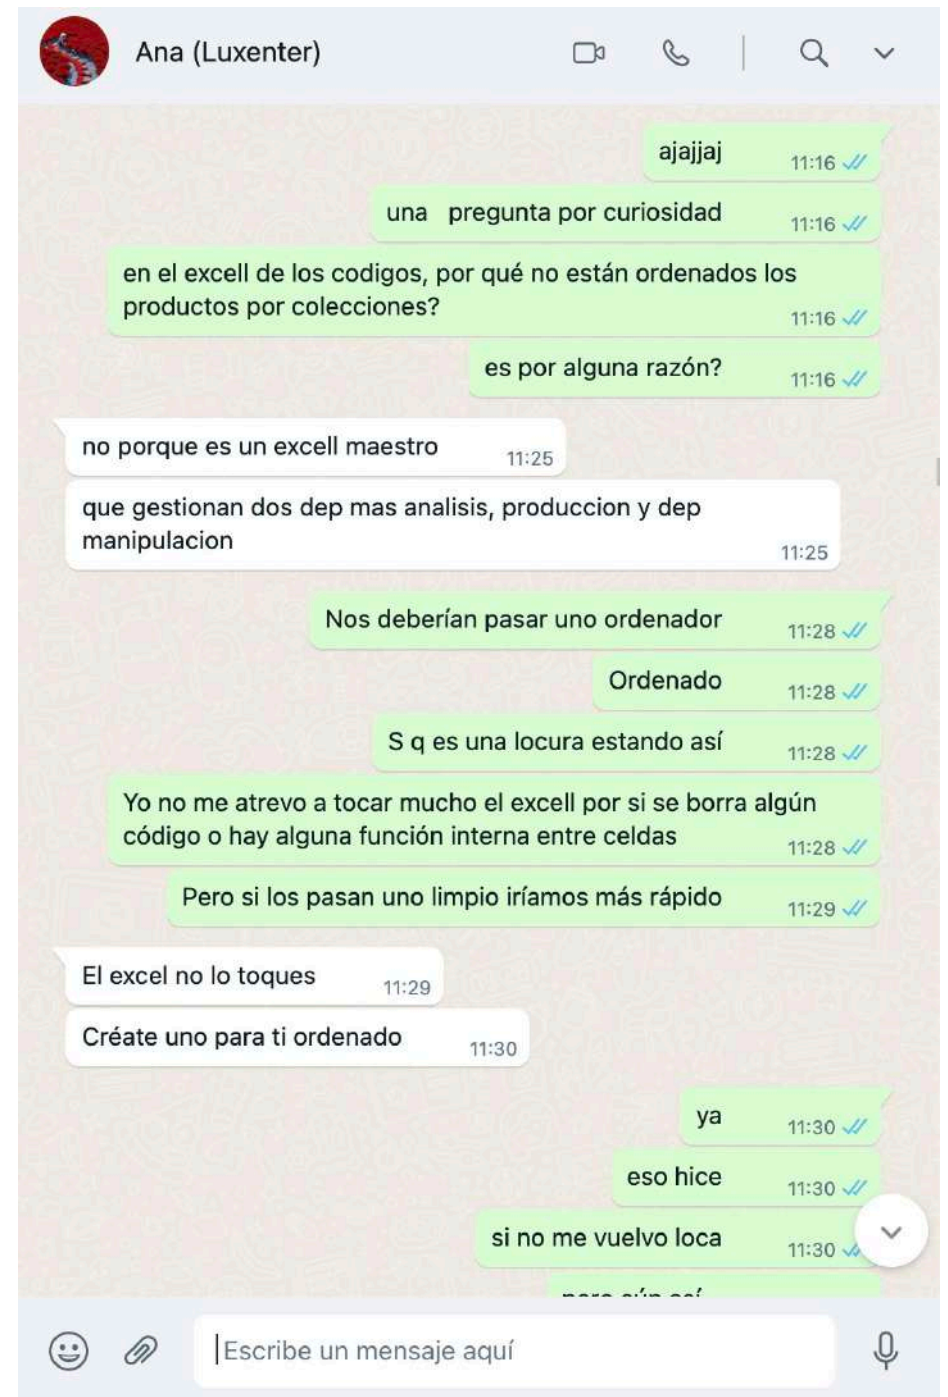 Ana (Luxenter)
ajajjaj
11:16
una pregunta por curiosidad
11:16
en el excell de los codigos, por qué no están ordenados los
productos por colecciones?
11:16
es por alguna razón?
11:16
no porque es un excell maestro
11:25
que gestionan dos dep mas analisis, produccion y dep
manipulacion
11:25
Nos deberían pasar uno ordenador
11:28
Ordenado
11:28
S q es una locura estando así
11:28
Yo no me atrevo a tocar mucho el excell por si se borra algún
código o hay alguna función interna entre celdas
11:28
Pero si los pasan uno limpio iríamos más rápido
11:29
El excel no lo toques
11:29
Créate uno para ti ordenado
11:30
ya
11:30
eso hice
11:30
si no me vuelvo loca
11:30
pero aún así
Escribe un mensaje aquí